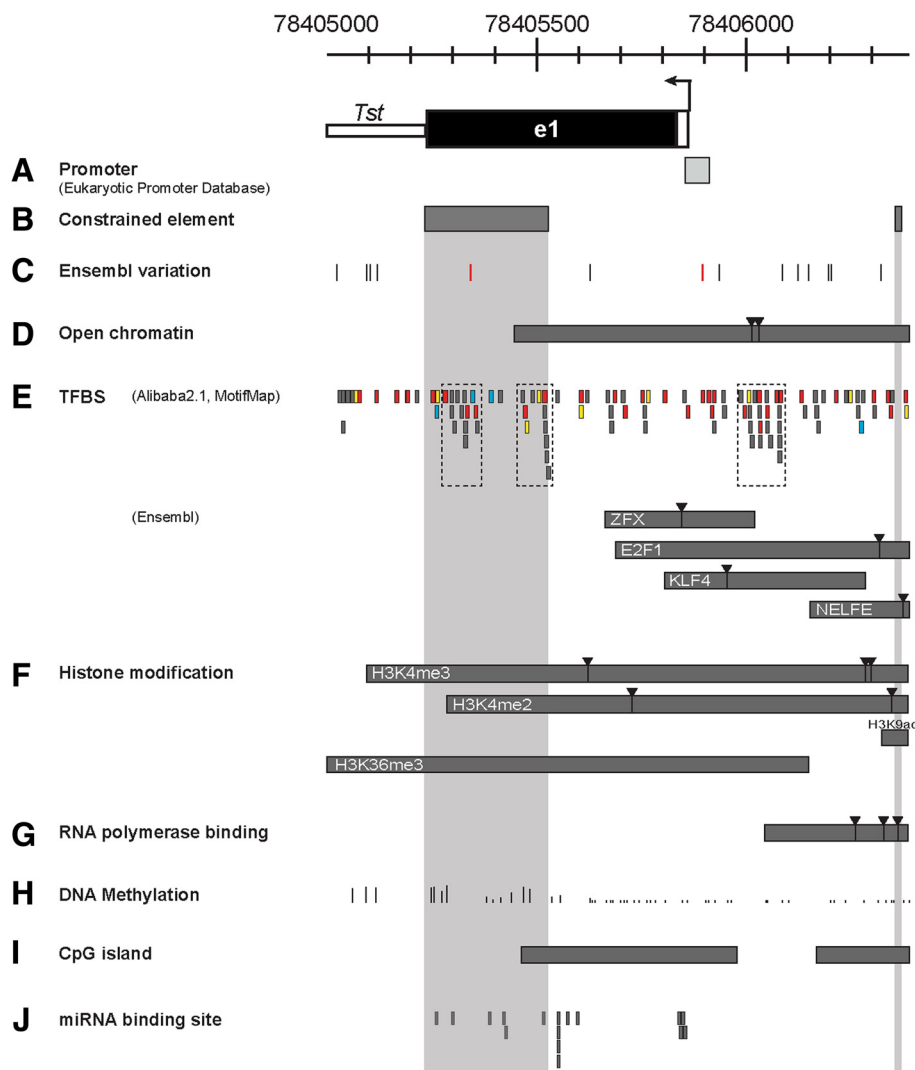 78405000 78405500 78406000
Tst
e1
A Promoter
(Eukaryotic Promoter Database)
B Constrained element
C Ensembl variation
D Open chromatin
E TFBS (Alibaba2.1, MotifMap)
(Ensembl)
ZFX
E2F1
KLF4
NELFE
F Histone modification
H3K4me3
H3K4me2
H3K9ac
H3K36me3
G RNA polymerase binding
H DNA Methylation
I CpG island
J miRNA binding site